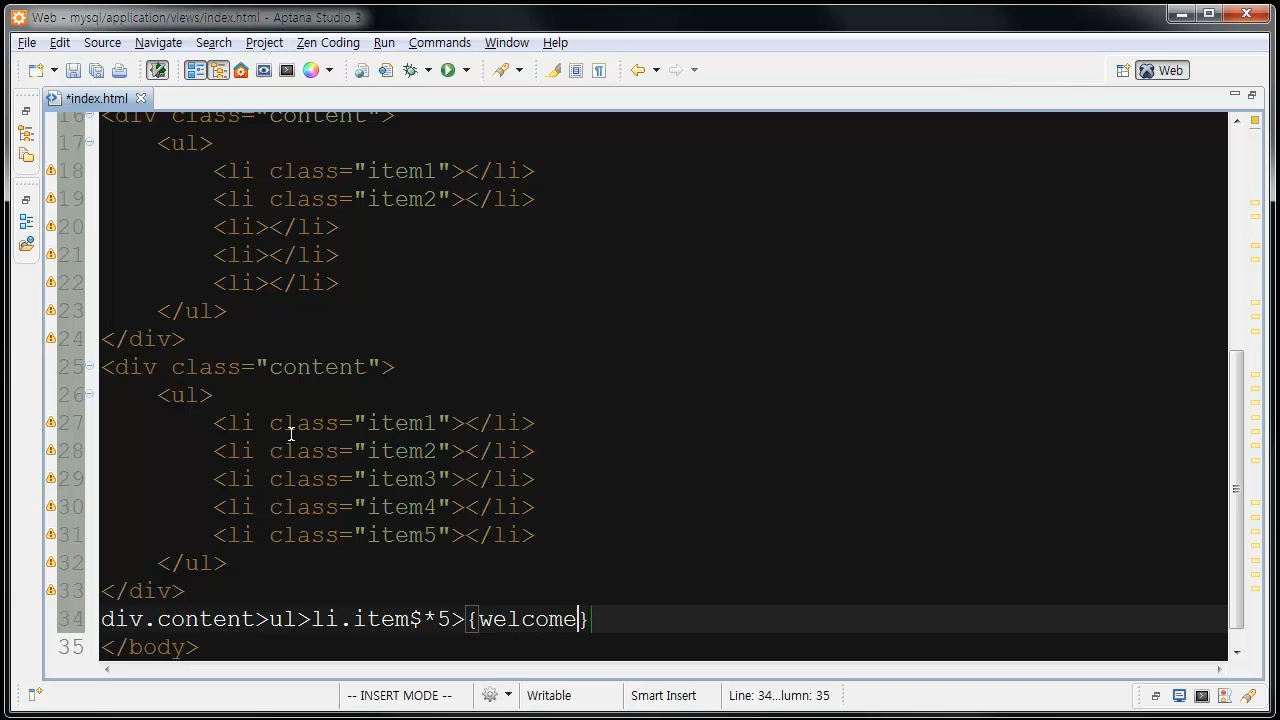 Web - mysql/application/views/index.html - Aptana Studio 3
File Edit Source Navigate Search Project Zen Coding Run Commands Window Help
Web
*index.html
16 <div class="content">
17 <ul>
18 <li class="item1"></li>
19 <li class="item2"></li>
20 <li></li>
21 <li></li>
22 <li></li>
23 </ul>
24 </div>
25 <div class="content">
26 <ul>
27 <li class="item1"></li>
28 <li class="item2"></li>
29 <li class="item3"></li>
30 <li class="item4"></li>
31 <li class="item5"></li>
32 </ul>
33 </div>
34 div.content>ul>li.item$*5>{welcome}
35 </body>
-- INSERT MODE -- Writable Smart Insert Line: 34...lumn: 35